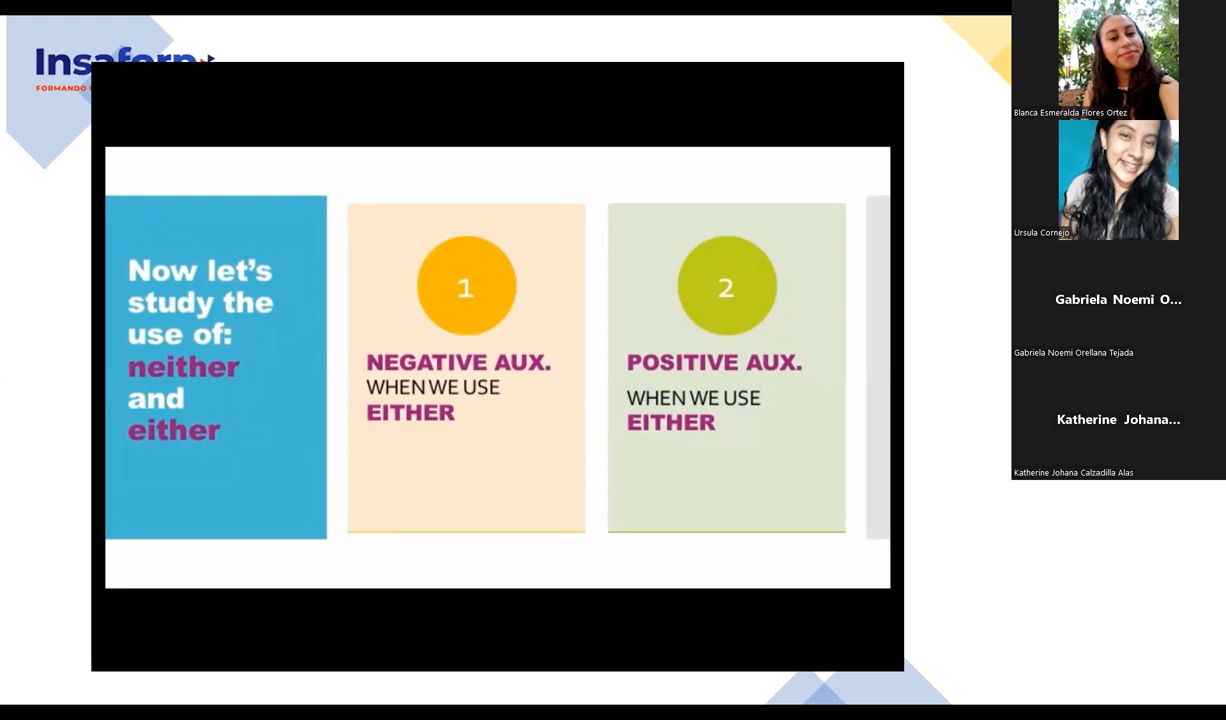 Insaforp
FORMANDO
Now let's
study the
use of:
neither
and
either
1
NEGATIVE AUX.
WHEN WE USE
EITHER
2
POSITIVE AUX.
WHEN WE USE
EITHER
Blanca Esmeralda Flores Ortez
Ursula Cornejo
Gabriela Noemi O...
Gabriela Noemi Orellana Tejada
Katherine Johana...
Katherine Johana Calzadilla Alas